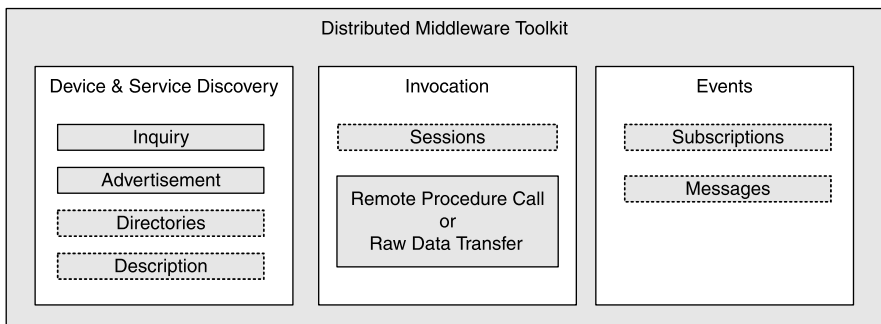 Distributed Middleware Toolkit
Device & Service Discovery
Inquiry
Advertisement
Directories
Description
Invocation
Sessions
Remote Procedure Call
or
Raw Data Transfer
Events
Subscriptions
Messages